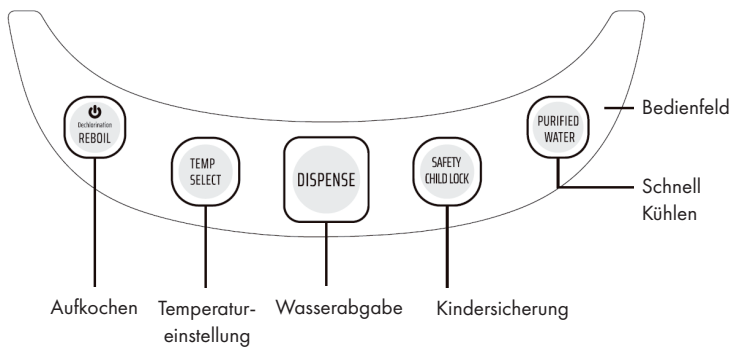 Dechlorination
REBOIL
TEMP
SELECT
DISPENSE
SAFETY
CHILD LOCK
PURIFIED
WATER
Bedienfeld
Schnell
Kühlen
Aufkochen
Temperatur-
einstellung
Wasserabgabe
Kindersicherung